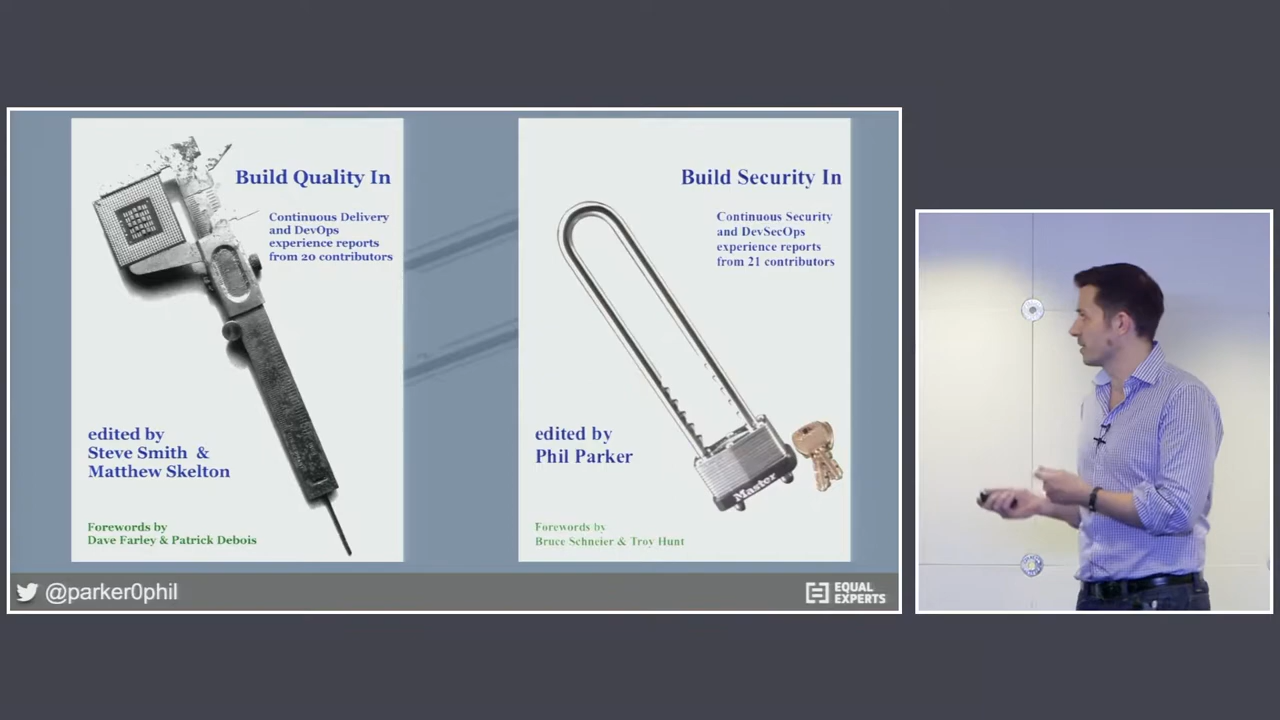 Build Quality In
Continuous Delivery
and DevOps
experience reports
from 20 contributors
edited by
Steve Smith &
Matthew Skelton
Forewords by
Dave Farley & Patrick Debois
Build Security In
Continuous Security
and DevSecOps
experience reports
from 21 contributors
edited by
Phil Parker
Master
Forewords by
Bruce Schneier & Troy Hunt
@parker0phil
EQUAL
EXPERTS